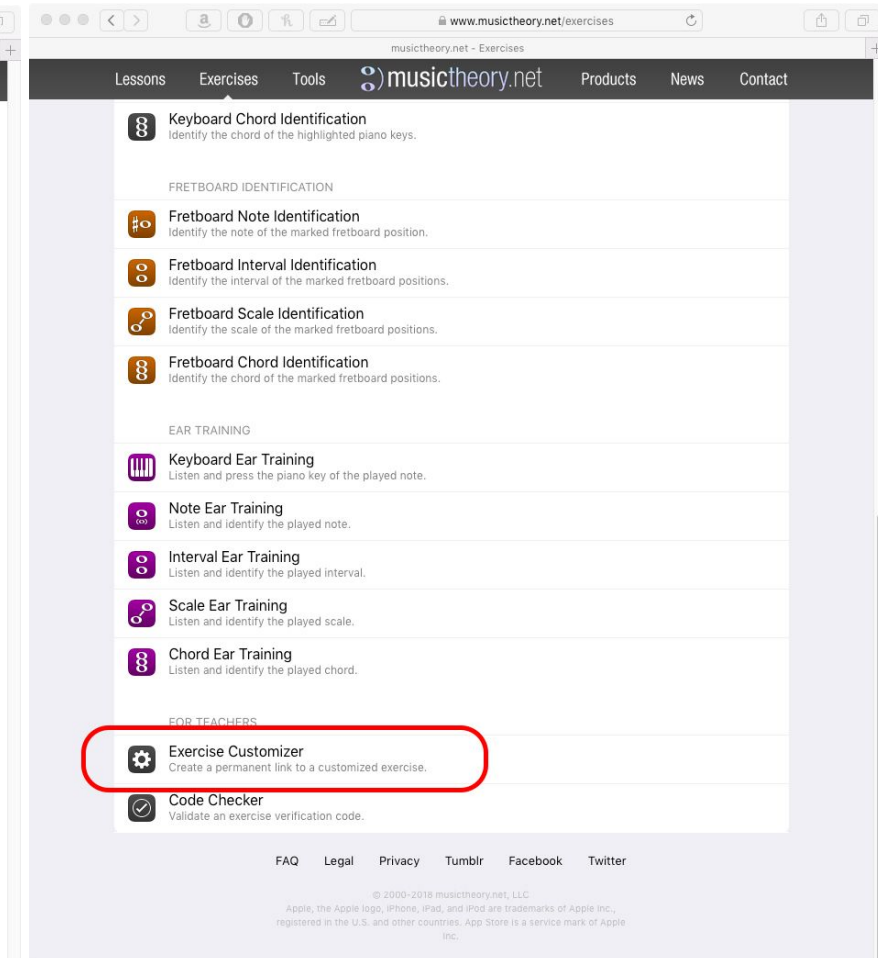 www.musictheory.net/exercises
musictheory.net - Exercises
Lessons Exercises Tools musictheory.net Products News Contact
Keyboard Chord Identification
Identify the chord of the highlighted piano keys.
FRETBOARD IDENTIFICATION
Fretboard Note Identification
Identify the note of the marked fretboard position.
Fretboard Interval Identification
Identify the interval of the marked fretboard positions.
Fretboard Scale Identification
Identify the scale of the marked fretboard positions.
Fretboard Chord Identification
Identify the chord of the marked fretboard positions.
EAR TRAINING
Keyboard Ear Training
Listen and press the piano key of the played note.
Note Ear Training
Listen and identify the played note.
Interval Ear Training
Listen and identify the played interval.
Scale Ear Training
Listen and identify the played scale.
Chord Ear Training
Listen and identify the played chord.
FOR TEACHERS
Exercise Customizer
Create a permanent link to a customized exercise.
Code Checker
Validate an exercise verification code.
FAQ Legal Privacy Tumblr Facebook Twitter
© 2000-2018 musictheory.net, LLC
Apple, the Apple logo, iPhone, iPad, and iPod are trademarks of Apple Inc.,
registered in the U.S. and other countries. App Store is a service mark of Apple
Inc.